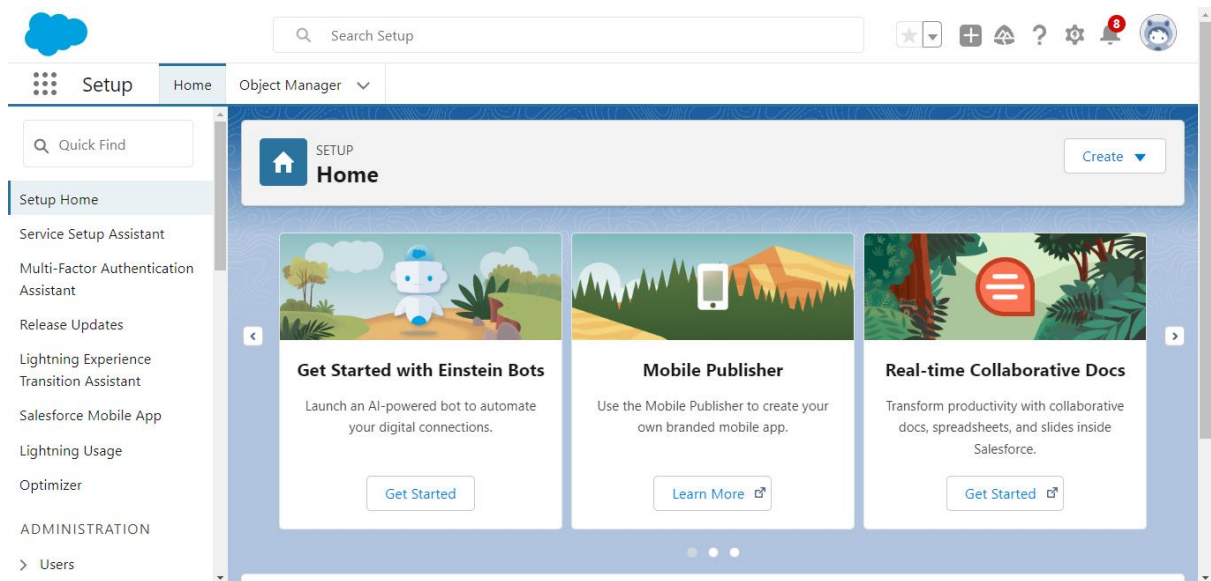 Search Setup
8
Setup
Home
Object Manager
Quick Find
Setup Home
Service Setup Assistant
Multi-Factor Authentication
Assistant
Release Updates
Lightning Experience
Transition Assistant
Salesforce Mobile App
Lightning Usage
Optimizer
ADMINISTRATION
Users
SETUP
Home
Create
Get Started with Einstein Bots
Launch an AI-powered bot to automate
your digital connections.
Get Started
Mobile Publisher
Use the Mobile Publisher to create your
own branded mobile app.
Learn More
Real-time Collaborative Docs
Transform productivity with collaborative
docs, spreadsheets, and slides inside
Salesforce.
Get Started